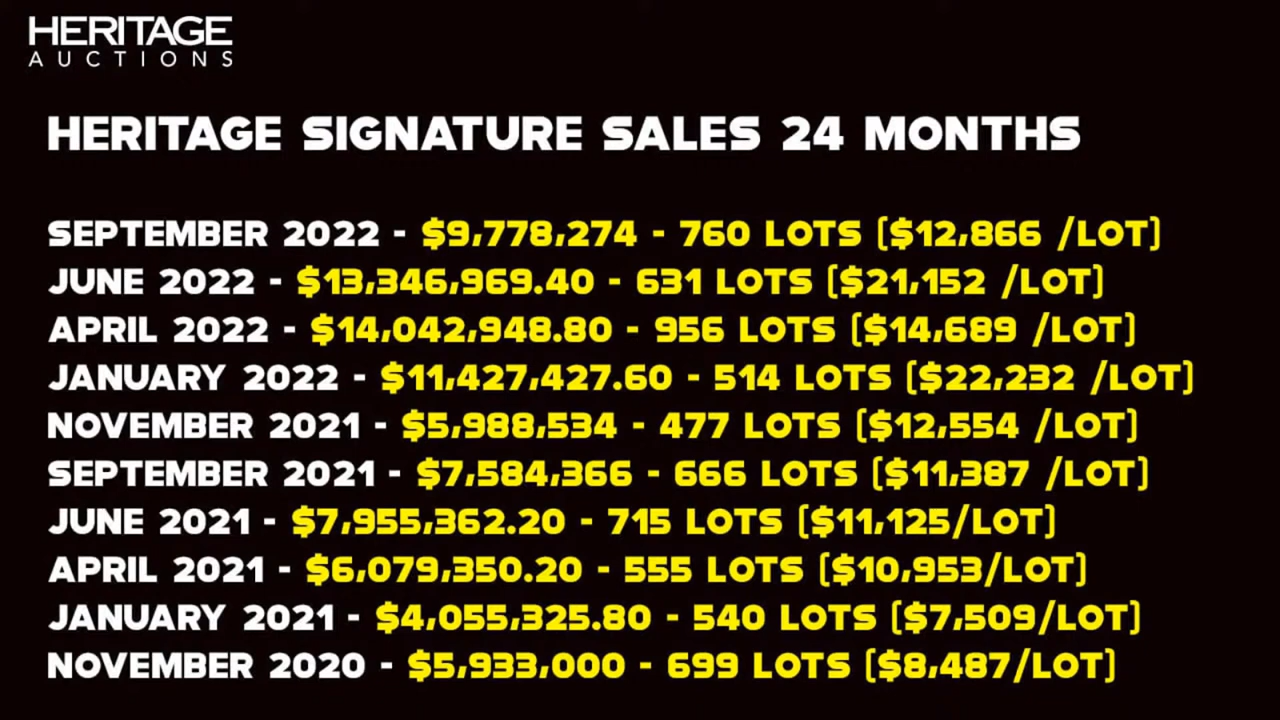 HERITAGE
AUCTIONS
HERITAGE SIGNATURE SALES 24 MONTHS
SEPTEMBER 2022 - $9,778,274 - 760 LOTS ($12,866 /LOT)
JUNE 2022 - $13,346,969.40 - 631 LOTS ($21,152 /LOT)
APRIL 2022 - $14,042,948.80 - 956 LOTS ($14,689 /LOT)
JANUARY 2022 - $11,427,427.60 - 514 LOTS ($22,232 /LOT)
NOVEMBER 2021 - $5,988,534 - 477 LOTS ($12,554 /LOT)
SEPTEMBER 2021 - $7,584,366 - 666 LOTS ($11,387 /LOT)
JUNE 2021 - $7,955,362.20 - 715 LOTS ($11,125/LOT)
APRIL 2021 - $6,079,350.20 - 555 LOTS ($10,953/LOT)
JANUARY 2021 - $4,055,325.80 - 540 LOTS ($7,509/LOT)
NOVEMBER 2020 - $5,933,000 - 699 LOTS ($8,487/LOT)